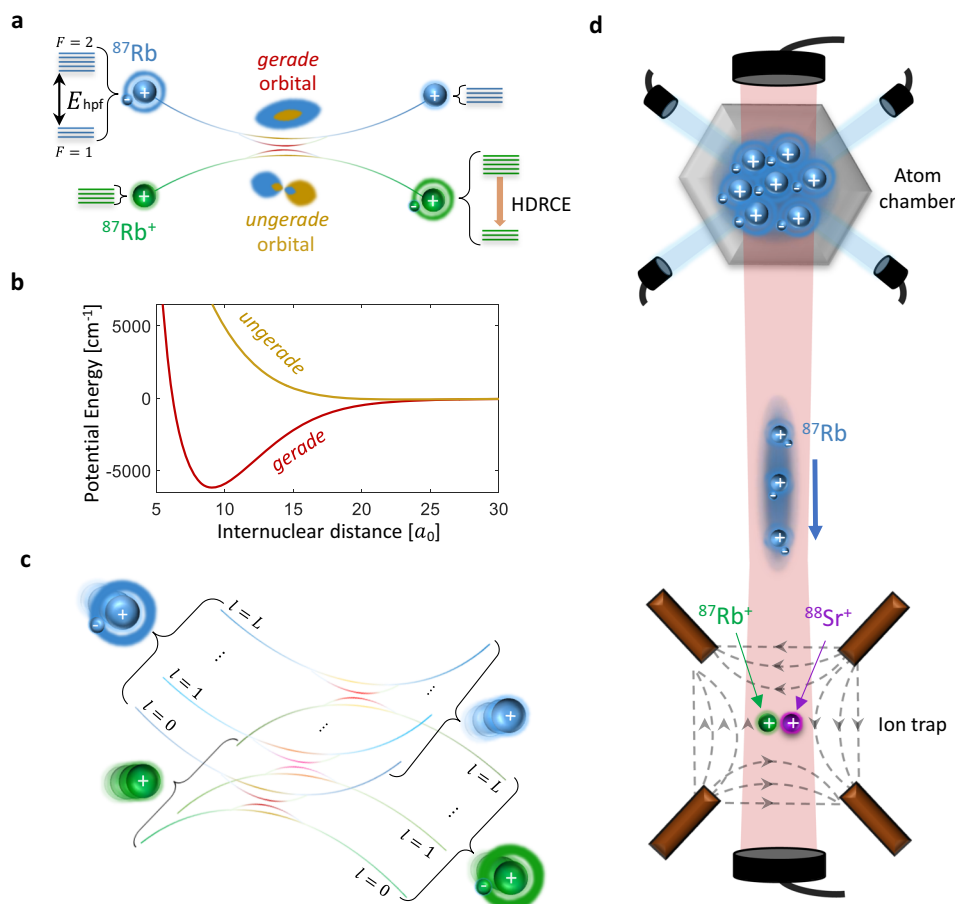 a
F = 2
⁸⁷Rb
E hpf
F = 1
gerade
orbital
⁸⁷Rb⁺
ungerade
orbital
HDRCE
b
Potential Energy [cm⁻¹]
5000
0
-5000
ungerade
gerade
5 10 15 20 25 30
Internuclear distance [a₀]
c
l = L
⋮
l = 1
l = 0
⋮
⋮
l = L
⋮
l = 1
l = 0
d
Atom
chamber
⁸⁷Rb
⁸⁷Rb⁺
⁸⁸Sr⁺
Ion trap